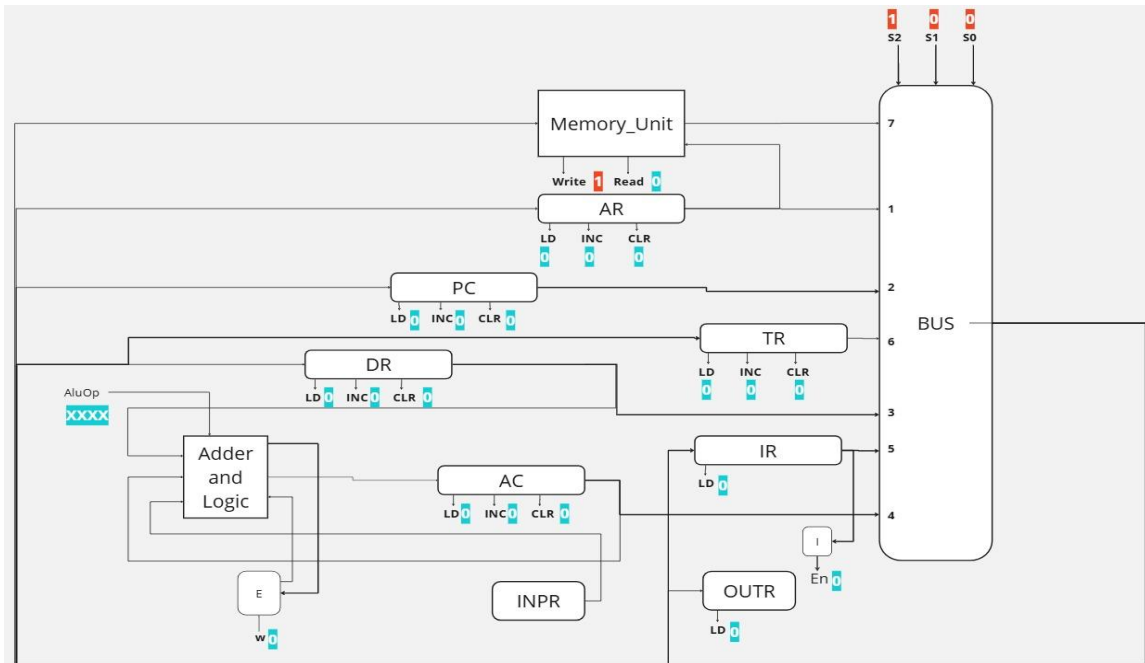 1 0 0
S2 S1 S0
Memory_Unit
7
Write 1 Read 0
AR
1
LD INC CLR
0 0 0
PC
2
LD 0 INC 0 CLR 0
BUS
TR
6
DR
LD INC CLR
0 0 0
LD 0 INC 0 CLR 0
AluOp
XXXX
3
Adder
and
Logic
IR
5
AC
LD 0
LD 0 INC 0 CLR 0
4
I
En 0
E
INPR
OUTR
LD 0
w 0